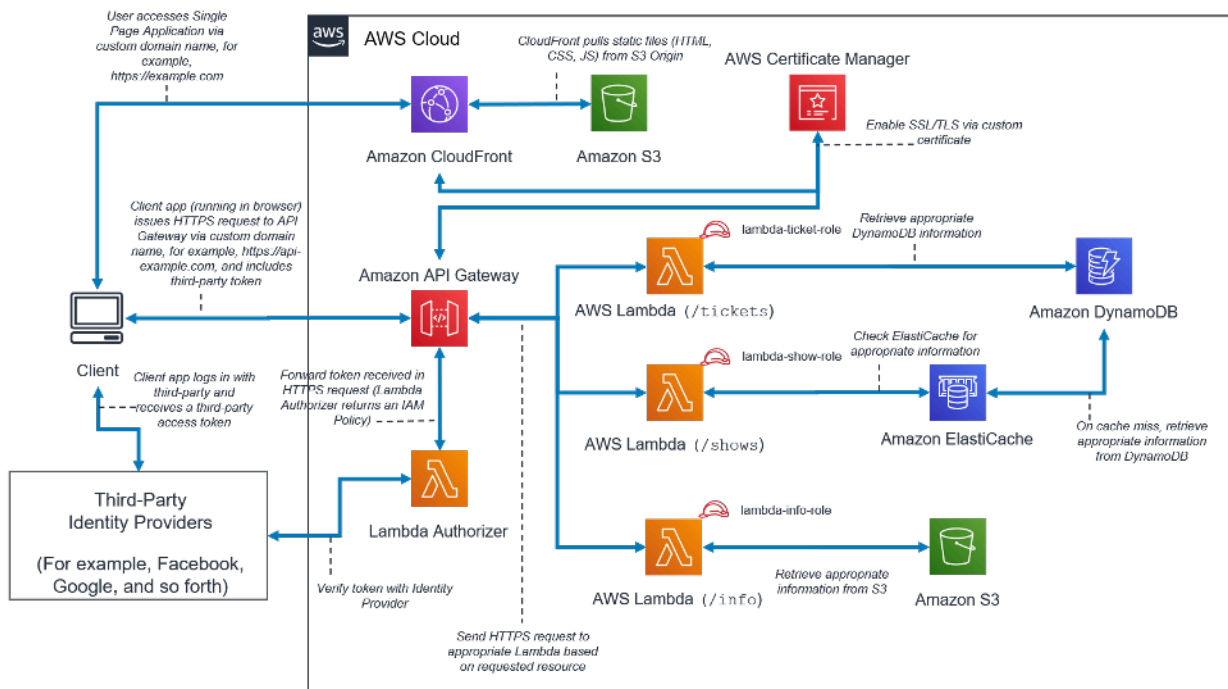 User accesses Single
Page Application via
custom domain name, for
example,
https://example.com
aws
AWS Cloud
CloudFront pulls static files (HTML,
CSS, JS) from S3 Origin
AWS Certificate Manager
Enable SSL/TLS via custom
certificate
Amazon CloudFront
Amazon S3
Client app (running in browser)
issues HTTPS request to API
Gateway via custom domain
name, for example, https://api-
example.com, and includes
third-party token
Amazon API Gateway
lambda-ticket-role
Retrieve appropriate
DynamoDB information
AWS Lambda (/tickets)
Amazon DynamoDB
Client
Client app logs in with
third-party and
receives a third-party
access token
Forward token received in
HTTPS request (Lambda
Authorizer returns an IAM
Policy)
lambda-show-role
Check ElastiCache for
appropriate information
AWS Lambda (/shows)
Amazon ElastiCache
On cache miss, retrieve
appropriate information
from DynamoDB
Third-Party
Identity Providers
(For example, Facebook,
Google, and so forth)
Lambda Authorizer
Verify token with Identity
Provider
lambda-info-role
AWS Lambda (/info)
Retrieve appropriate
information from S3
Amazon S3
Send HTTPS request to
appropriate Lambda based
on requested resource